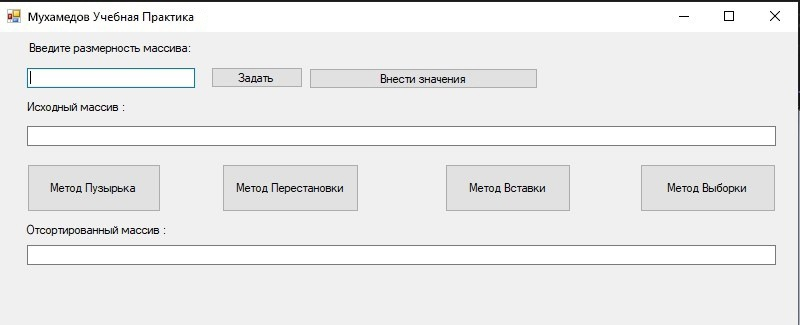 Мухамедов Учебная Практика
Введите размерность массива:
Задать
Внести значения
Исходный массив :
Метод Пузырька
Метод Перестановки
Метод Вставки
Метод Выборки
Отсортированный массив :